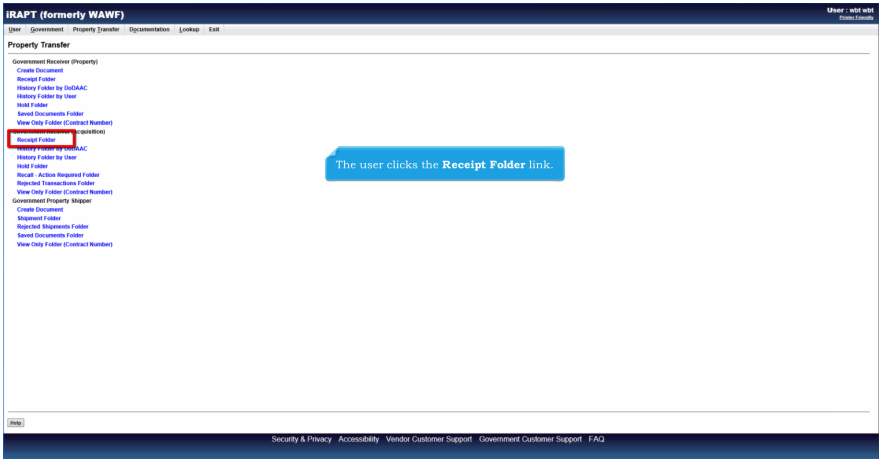 iRAPT (formerly WAWF)
User : wbt wbt
Printer Friendly
User Government Property Transfer Documentation Lookup Exit
Property Transfer
Government Receiver (Property)
Create Document
Receipt Folder
History Folder by DoDAAC
History Folder by User
Hold Folder
Saved Documents Folder
View Only Folder (Contract Number)
Government Receiver (Acquisition)
Receipt Folder
History Folder by DoDAAC
History Folder by User
Hold Folder
Recall - Action Required Folder
Rejected Transactions Folder
View Only Folder (Contract Number)
Government Property Shipper
Create Document
Shipment Folder
Rejected Shipments Folder
Saved Documents Folder
View Only Folder (Contract Number)
The user clicks the Receipt Folder link.
Help
Security & Privacy Accessibility Vendor Customer Support Government Customer Support FAQ